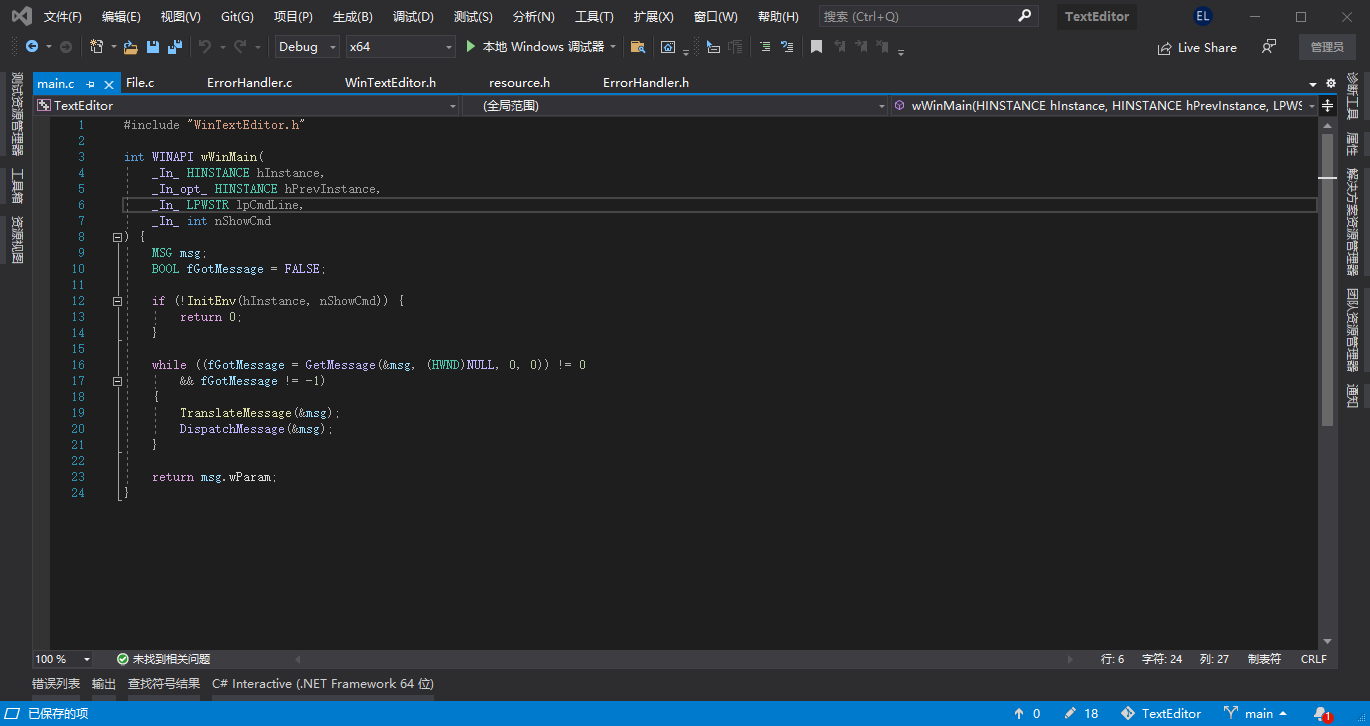 文件(F) 编辑(E) 视图(V) Git(G) 项目(P) 生成(B) 调试(D) 测试(S) 分析(N) 工具(T) 扩展(X) 窗口(W) 帮助(H) 搜索 (Ctrl+Q) TextEditor EL
Debug x64 本地 Windows 调试器 Live Share 管理员
main.c File.c ErrorHandler.c WinTextEditor.h resource.h ErrorHandler.h
TextEditor (全局范围) wWinMain(HINSTANCE hInstance, HINSTANCE hPrevInstance, LPWS
测试资源管理器
工具箱
资源视图
1 #include "WinTextEditor.h"
2
3 int WINAPI wWinMain(
4 _In_ HINSTANCE hInstance,
5 _In_opt_ HINSTANCE hPrevInstance,
6 _In_ LPWSTR lpCmdLine,
7 _In_ int nShowCmd
8 ) {
9 MSG msg;
10 BOOL fGotMessage = FALSE;
11
12 if (!InitEnv(hInstance, nShowCmd)) {
13 return 0;
14 }
15
16 while ((fGotMessage = GetMessage(&msg, (HWND)NULL, 0, 0)) != 0
17 && fGotMessage != -1)
18 {
19 TranslateMessage(&msg);
20 DispatchMessage(&msg);
21 }
22
23 return msg.wParam;
24 }
诊断工具
属性
解决方案资源管理器
团队资源管理器
通知
100 % 未找到相关问题 行: 6 字符: 24 列: 27 制表符 CRLF
错误列表 输出 查找符号结果 C# Interactive (.NET Framework 64 位)
已保存的项 0 18 TextEditor main 1